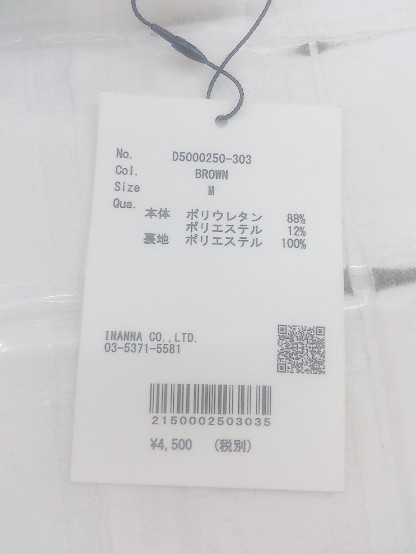 No. D5000250-303
Col. BROWN
Size M
Qua.
本体 ポリウレタン 88%
ポリエステル 12%
裏地 ポリエステル 100%
INANNA CO.,LTD.
03-5371-5581
2150002503035
¥4,500 (税別)